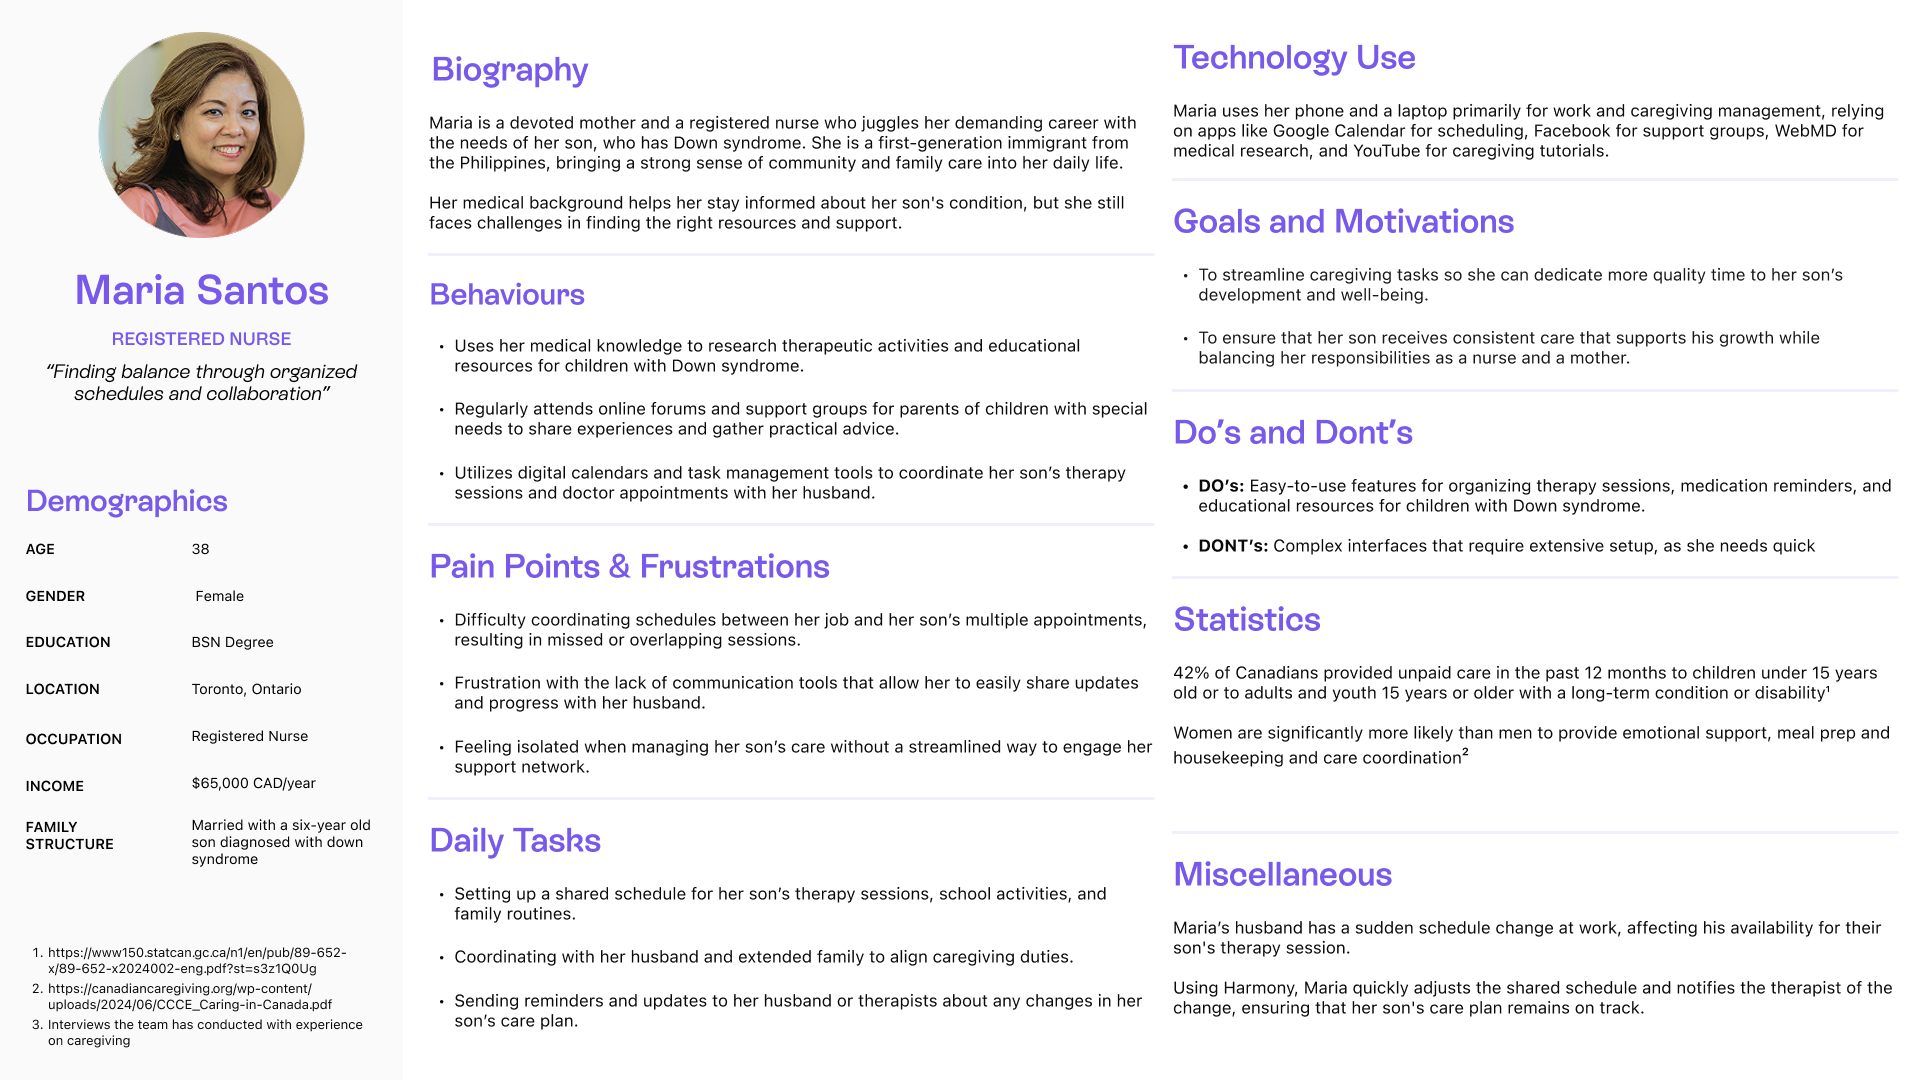 Maria Santos
REGISTERED NURSE
“Finding balance through organized
schedules and collaboration”
Demographics
AGE 38
GENDER Female
EDUCATION BSN Degree
LOCATION Toronto, Ontario
OCCUPATION Registered Nurse
INCOME $65,000 CAD/year
FAMILY STRUCTURE
Married with a six-year old
son diagnosed with down
syndrome
1. https://www150.statcan.gc.ca/n1/en/pub/89-652-
x/89-652-x2024002-eng.pdf?st=s3z1Q0Ug
2. https://canadiancaregiving.org/wp-content/
uploads/2024/06/CCCE_Caring-in-Canada.pdf
3. Interviews the team has conducted with experience
on caregiving
Biography
Maria is a devoted mother and a registered nurse who juggles her demanding career with
the needs of her son, who has Down syndrome. She is a first-generation immigrant from
the Philippines, bringing a strong sense of community and family care into her daily life.
Her medical background helps her stay informed about her son's condition, but she still
faces challenges in finding the right resources and support.
Behaviours
• Uses her medical knowledge to research therapeutic activities and educational
resources for children with Down syndrome.
• Regularly attends online forums and support groups for parents of children with special
needs to share experiences and gather practical advice.
• Utilizes digital calendars and task management tools to coordinate her son’s therapy
sessions and doctor appointments with her husband.
Pain Points & Frustrations
• Difficulty coordinating schedules between her job and her son’s multiple appointments,
resulting in missed or overlapping sessions.
• Frustration with the lack of communication tools that allow her to easily share updates
and progress with her husband.
• Feeling isolated when managing her son’s care without a streamlined way to engage her
support network.
Daily Tasks
• Setting up a shared schedule for her son’s therapy sessions, school activities, and
family routines.
• Coordinating with her husband and extended family to align caregiving duties.
• Sending reminders and updates to her husband or therapists about any changes in her
son’s care plan.
Technology Use
Maria uses her phone and a laptop primarily for work and caregiving management, relying
on apps like Google Calendar for scheduling, Facebook for support groups, WebMD for
medical research, and YouTube for caregiving tutorials.
Goals and Motivations
• To streamline caregiving tasks so she can dedicate more quality time to her son’s
development and well-being.
• To ensure that her son receives consistent care that supports his growth while
balancing her responsibilities as a nurse and a mother.
Do’s and Dont’s
• DO’s: Easy-to-use features for organizing therapy sessions, medication reminders, and
educational resources for children with Down syndrome.
• DONT’s: Complex interfaces that require extensive setup, as she needs quick
Statistics
42% of Canadians provided unpaid care in the past 12 months to children under 15 years
old or to adults and youth 15 years or older with a long-term condition or disability¹
Women are significantly more likely than men to provide emotional support, meal prep and
housekeeping and care coordination²
Miscellaneous
Maria’s husband has a sudden schedule change at work, affecting his availability for their
son's therapy session.
Using Harmony, Maria quickly adjusts the shared schedule and notifies the therapist of the
change, ensuring that her son's care plan remains on track.